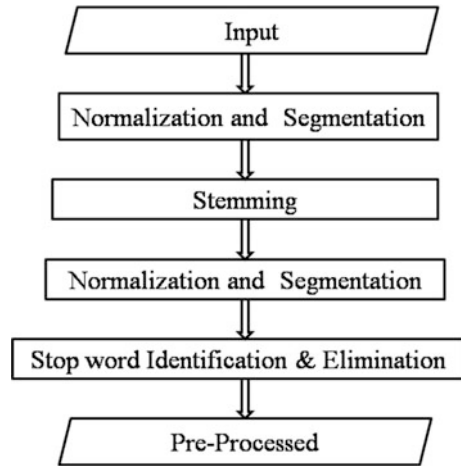 Input
Normalization and Segmentation
Stemming
Normalization and Segmentation
Stop word Identification & Elimination
Pre-Processed